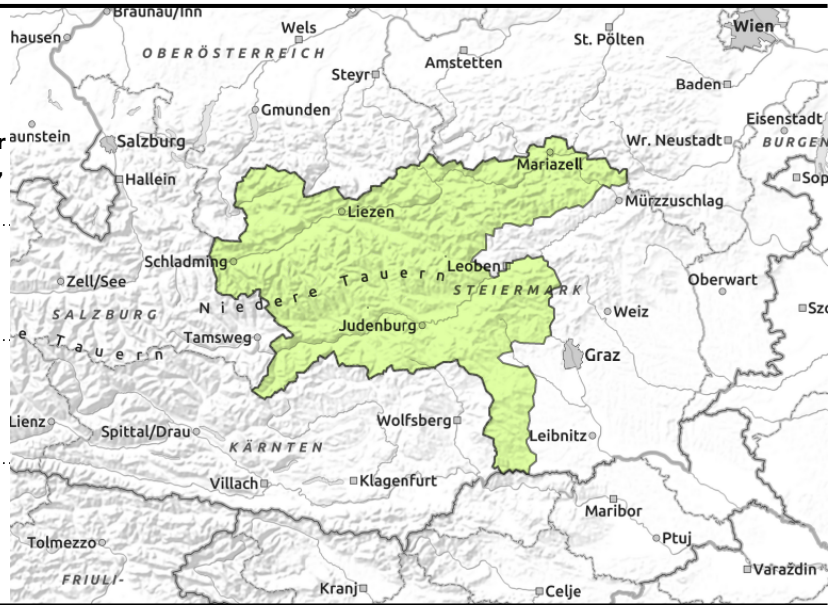 Braunau/Inn
hausen
Wels
Wien
OBERÖSTERREICH
St. Pölten
Amstetten
Steyr
Baden
Gmunden
Eisenstadt
aunstein
Salzburg
Wr. Neustadt
BURGEN
Mariazell
Hallein
Sop
Mürzzuschlag
Liezen
Schladming
Leoben
Zell/See
Niedere Tauern
STEIERMARK
Oberwart
SALZBURG
Weiz
Szo
Judenburg
Tamsweg
e Tauern
Graz
Lienz
Wolfsberg
Spittal/Drau
Leibnitz
KÄRNTEN
Villach
Klagenfurt
Maribor
Tolmezzo
Ptuj
Varaždin
FRIULI-
Kranj
Celje